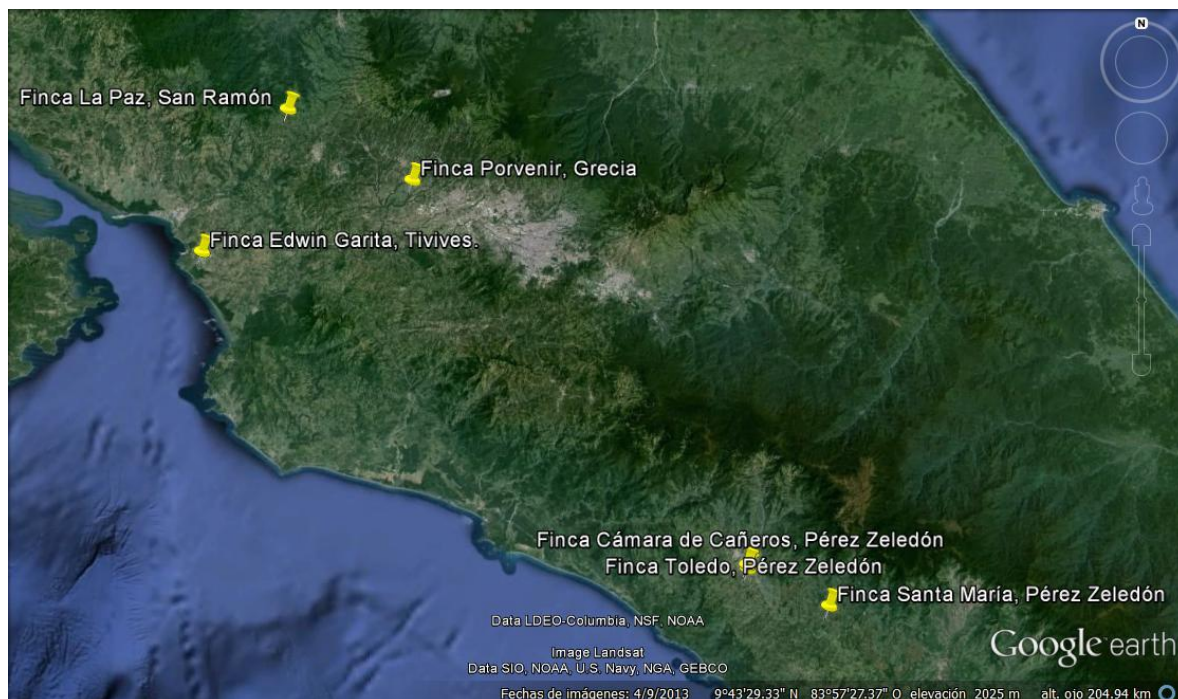 N
Finca La Paz, San Ramón
Finca Porvenir, Grecia
Finca Edwin Garita, Tivives.
Finca Cámara de Cañeros, Pérez Zeledón
Finca Toledo, Pérez Zeledón
Finca Santa María, Pérez Zeledón
Data LDEO-Columbia, NSF, NOAA
Image Landsat
Data SIO, NOAA, U.S. Navy, NGA, GEBCO
Google earth
Fechas de imágenes: 4/9/2013 9°43'29.33" N 83°57'27.37" O elevación 2025 m alt. ojo 204.94 km